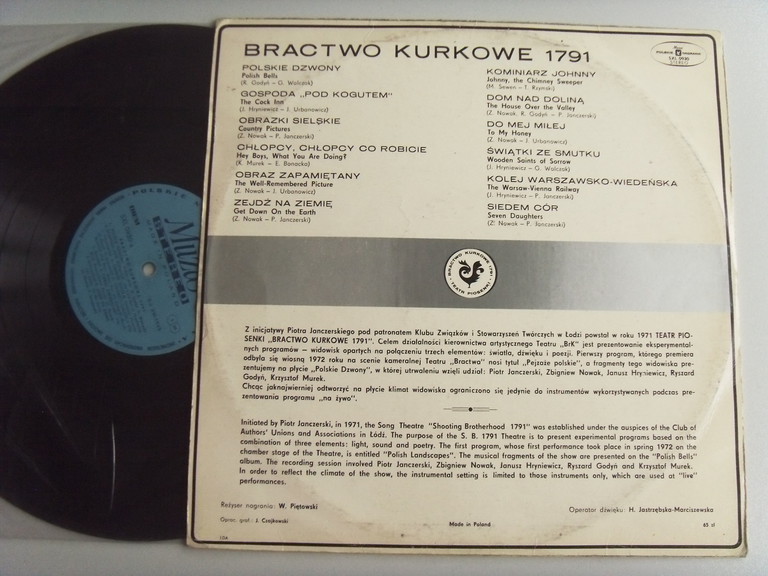 BRACTWO KURKOWE 1791
POLSKIE DZWONY
Polish Bells
(R. Gadyń – G. Walczak)
GOSPODA „POD KOGUTEM"
The Cock Inn
(J. Hryniewicz – J. Urbanowicz)
OBRAZKI SIELSKIE
Country Pictures
(Z. Nowak – P. Janczerski)
CHŁOPCY, CHŁOPCY CO ROBICIE
Hey Boys, What You Are Doing?
(K. Murek – E. Banacka)
OBRAZ ZAPAMIĘTANY
The Well-Remembered Picture
(Z. Nowak – J. Urbanowicz)
ZEJDŹ NA ZIEMIĘ
Get Down On the Earth
(Z. Nowak – P. Janczerski)
KOMINIARZ JOHNNY
Johnny, the Chimney Sweeper
(M. Sewen – T. Rzymski)
DOM NAD DOLINĄ
The House Over the Valley
(Z. Nowak, R. Godyń – P. Janczerski)
DO MEJ MIŁEJ
To My Honey
(Z. Nowak – J. Urbanowicz)
ŚWIĄTKI ZE SMUTKU
Wooden Saints of Sorrow
(J. Hryniewicz – G. Walczak)
KOLEJ WARSZAWSKO-WIEDEŃSKA
The Warsaw-Vienna Railway
(J. Hryniewicz – P. Janczerski)
SIEDEM CÓR
Seven Daughters
(Z. Nowak – P. Janczerski)
POLSKIE NAGRANIA
SXL 0930
BRACTWO KURKOWE 1791
TEATR PIOSENKI
Z inicjatywy Piotra Janczerskiego pod patronatem Klubu Związków i Stowarzyszeń Twórczych w Łodzi powstał w roku 1971 TEATR PIO-
SENKI „BRACTWO KURKOWE 1791". Celem działalności kierownictwa artystycznego Teatru „BrK" jest prezentowanie eksperymental-
nych programów – widowisk opartych na połączeniu trzech elementów: światła, dźwięku i poezji. Pierwszy program, którego premiera
odbyła się wiosną 1972 roku na scenie kameralnej Teatru „Bractwa" nosi tytuł "Pejzaże polskie", a fragmenty tego widowiska pre-
zentujemy na płycie „Polskie Dzwony", w której utrwaleniu wzięli udział: Piotr Janczerski, Zbigniew Nowak, Janusz Hryniewicz, Ryszard
Godyń, Krzysztof Murek.
Chcąc jaknajwierniej odtworzyć na płycie klimat widowiska ograniczono się jedynie do instrumentów wykorzystywanych podczas pre-
zentowania programu „na żywo".
Initiated by Piotr Janczerski, in 1971, the Song Theatre "Shooting Brotherhood 1791" was established under the auspices of the Club of
Authors' Unions and Associations in Łódź. The purpose of the S. B. 1791 Theatre is to present experimental programs based on the
combination of three elements: light, sound and poetry. The first program, whose first performance took place in spring 1972 on the
chamber stage of the Theatre, is entitled "Polish Landscapes". The musical fragments of the show are presented on the "Polish Bells"
album. The recording session involved Piotr Janczerski, Zbigniew Nowak, Janusz Hryniewicz, Ryszard Godyń and Krzysztof Murek.
In order to reflect the climate of the show, the instrumental setting is limited to those instruments only, which are used at "live"
performances.
Reżyser nagrania: W. Piętowski
Operator dźwięku: H. Jastrzębska-Marciszewska
Oprac. graf.: J. Czajkowski
Made in Poland
65 zł
Muza